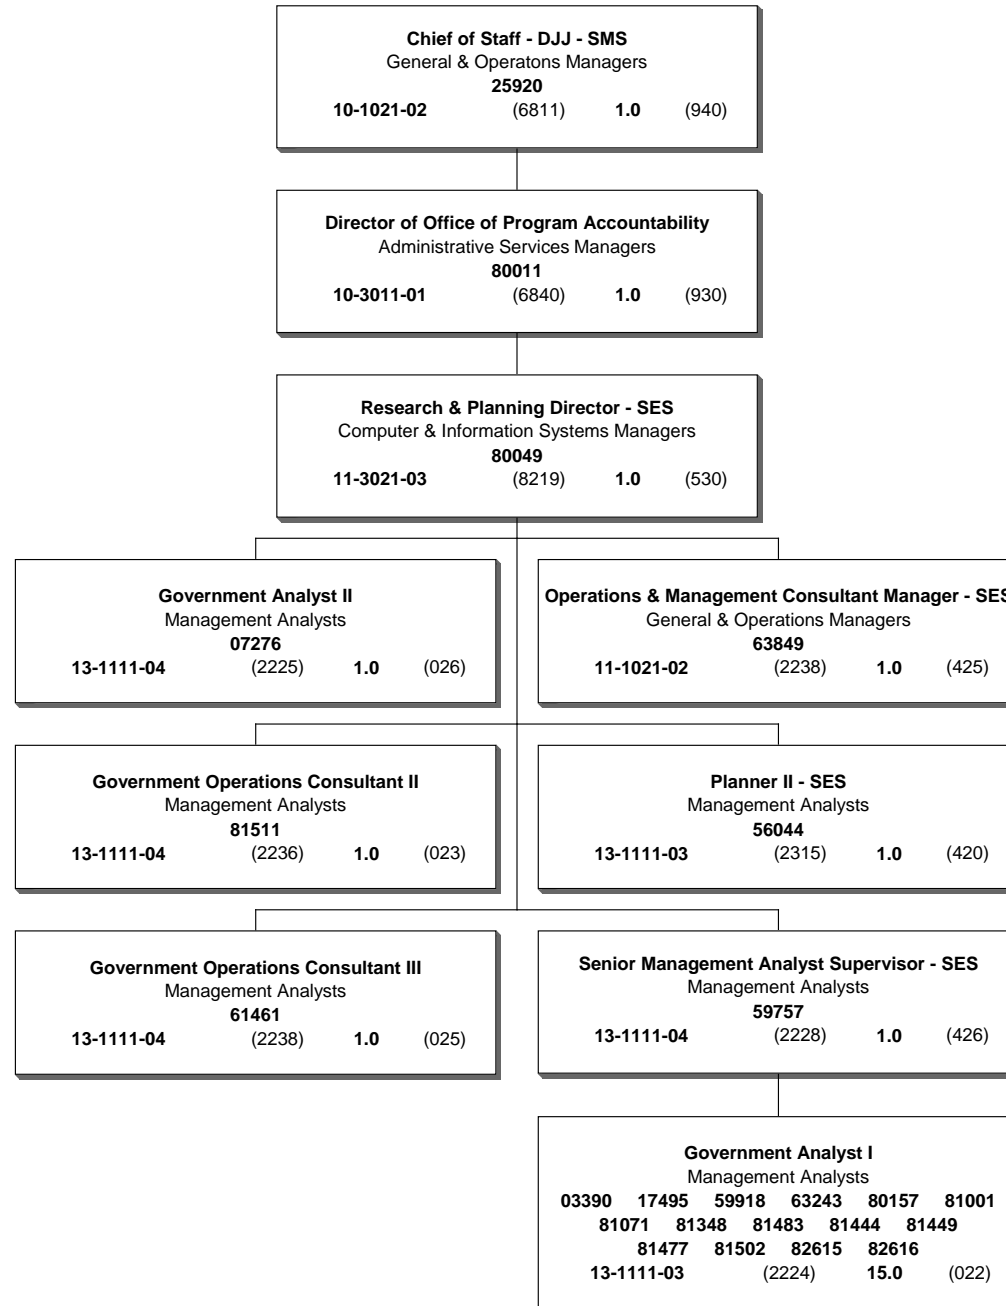 Chief of Staff - DJJ - SMS
General & Operatons Managers
25920
10-1021-02 (6811) 1.0 (940)
Director of Office of Program Accountability
Administrative Services Managers
80011
10-3011-01 (6840) 1.0 (930)
Research & Planning Director - SES
Computer & Information Systems Managers
80049
11-3021-03 (8219) 1.0 (530)
Government Analyst II
Management Analysts
07276
13-1111-04 (2225) 1.0 (026)
Operations & Management Consultant Manager - SES
General & Operations Managers
63849
11-1021-02 (2238) 1.0 (425)
Government Operations Consultant II
Management Analysts
81511
13-1111-04 (2236) 1.0 (023)
Planner II - SES
Management Analysts
56044
13-1111-03 (2315) 1.0 (420)
Government Operations Consultant III
Management Analysts
61461
13-1111-04 (2238) 1.0 (025)
Senior Management Analyst Supervisor - SES
Management Analysts
59757
13-1111-04 (2228) 1.0 (426)
Government Analyst I
Management Analysts
03390 17495 59918 63243 80157 81001
81071 81348 81483 81444 81449
81477 81502 82615 82616
13-1111-03 (2224) 15.0 (022)